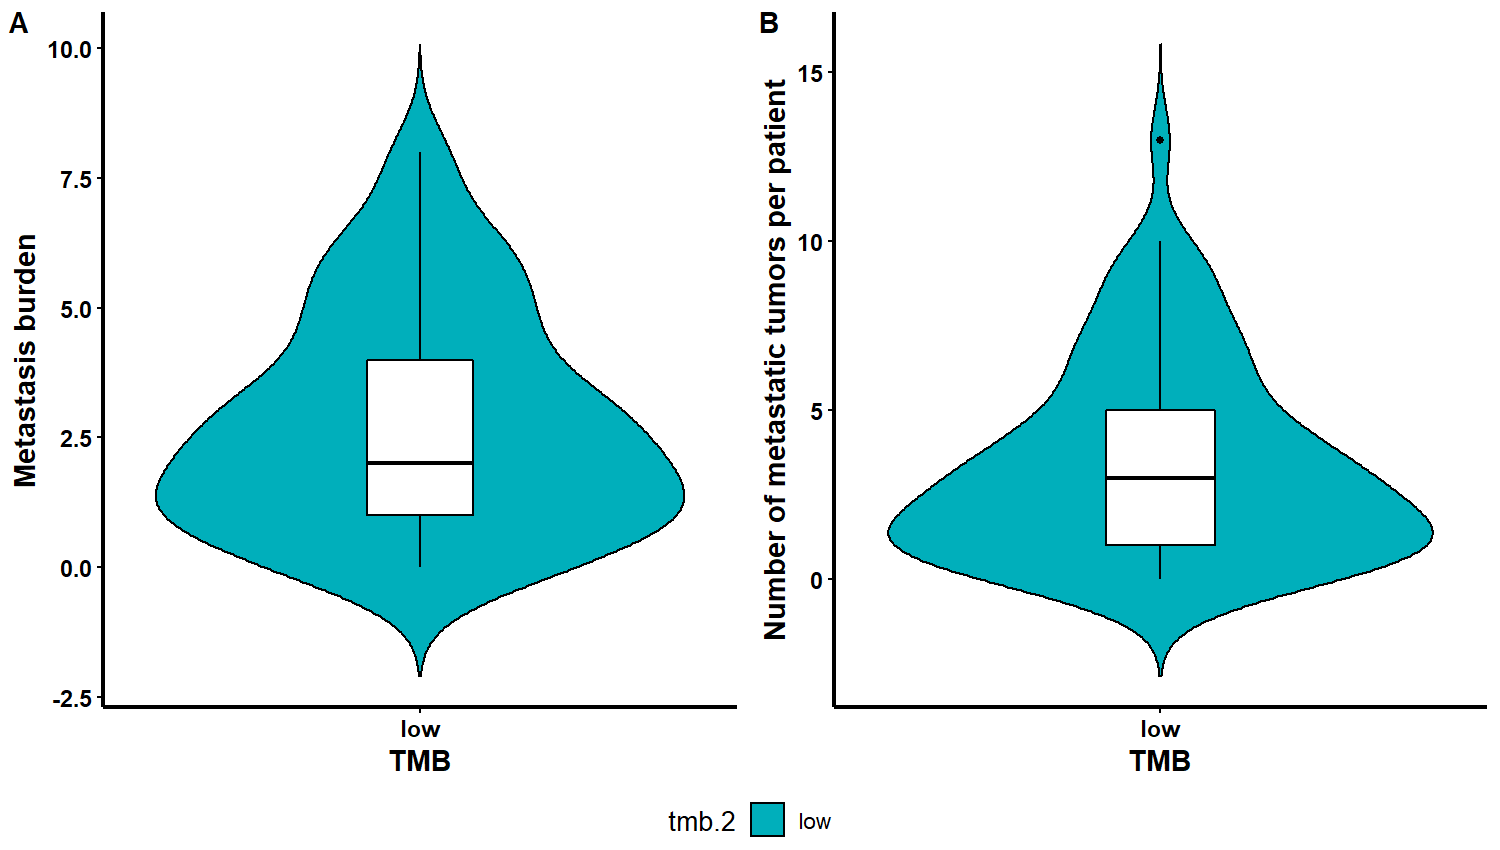 A
Metastasis burden
10.0
7.5
5.0
2.5
0.0
-2.5
low
TMB
B
Number of metastatic tumors per patient
15
10
5
0
low
TMB
tmb.2 low